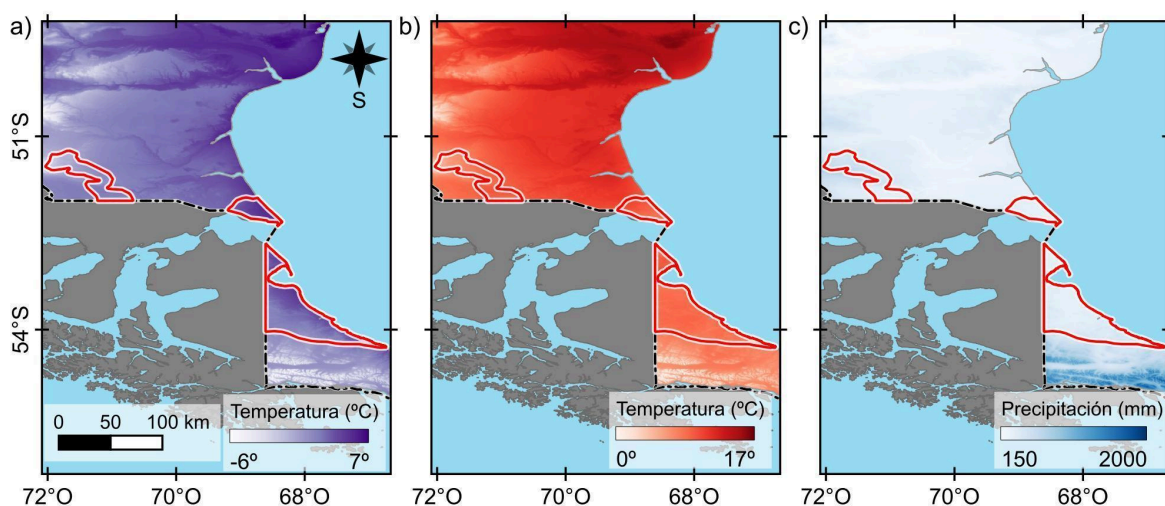 a)
b)
c)
S
51°S
54°S
0 50 100 km
Temperatura (ºC)
-6º 7º
Temperatura (ºC)
0º 17º
Precipitación (mm)
150 2000
72°O 70°O 68°O
72°O 70°O 68°O
72°O 70°O 68°O